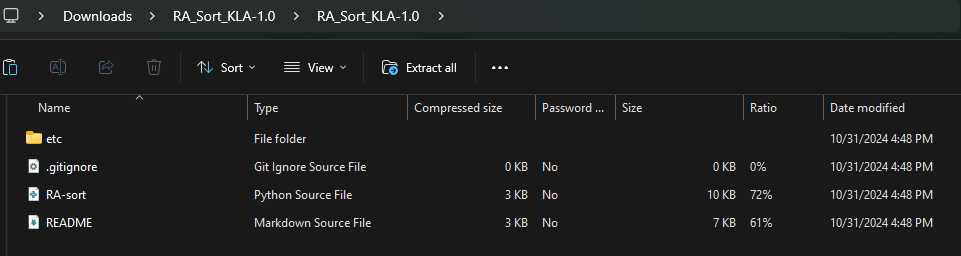 Downloads > RA_Sort_KLA-1.0 > RA_Sort_KLA-1.0 >
Sort View Extract all ...
Name Type Compressed size Password ... Size Ratio Date modified
etc File folder 10/31/2024 4:48 PM
.gitignore Git Ignore Source File 0 KB No 0 KB 0% 10/31/2024 4:48 PM
RA-sort Python Source File 3 KB No 10 KB 72% 10/31/2024 4:48 PM
README Markdown Source File 3 KB No 7 KB 61% 10/31/2024 4:48 PM